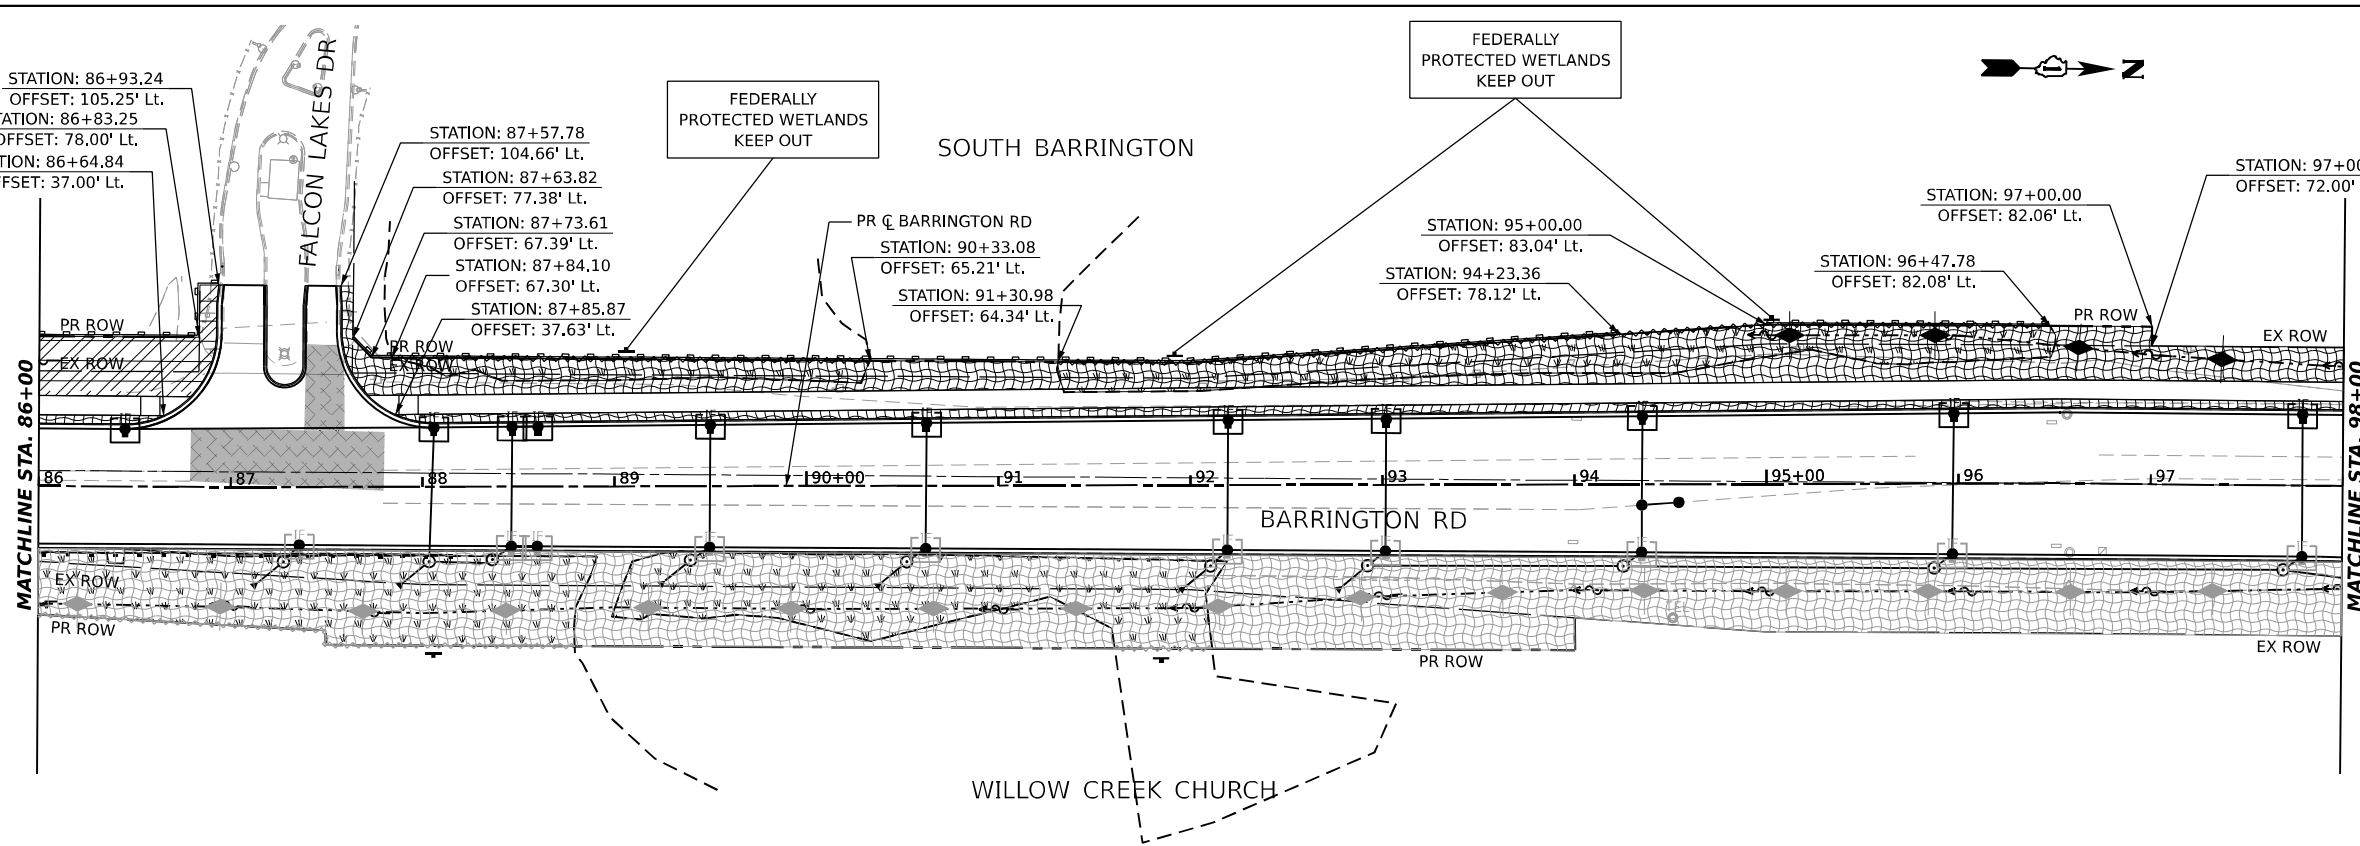 STATION: 86+93.24
OFFSET: 105.25' Lt.
TATION: 86+83.25
OFFSET: 78.00' Lt.
TION: 86+64.84
FFSET: 37.00' Lt.
FALCON LAKES DR
STATION: 87+57.78
OFFSET: 104.66' Lt.
STATION: 87+63.82
OFFSET: 77.38' Lt.
STATION: 87+73.61
OFFSET: 67.39' Lt.
STATION: 87+84.10
OFFSET: 67.30' Lt.
STATION: 87+85.87
OFFSET: 37.63' Lt.
FEDERALLY
PROTECTED WETLANDS
KEEP OUT
SOUTH BARRINGTON
PR ℄ BARRINGTON RD
STATION: 90+33.08
OFFSET: 65.21' Lt.
STATION: 91+30.98
OFFSET: 64.34' Lt.
FEDERALLY
PROTECTED WETLANDS
KEEP OUT
STATION: 95+00.00
OFFSET: 83.04' Lt.
STATION: 94+23.36
OFFSET: 78.12' Lt.
N
STATION: 97+00.00
OFFSET: 82.06' Lt.
STATION: 96+47.78
OFFSET: 82.08' Lt.
STATION: 97+00
OFFSET: 72.00'
PR ROW
EX ROW
PR ROW
EX ROW
PR ROW
EX ROW
MATCHLINE STA. 86+00
MATCHLINE STA. 98+00
86
87
88
89
90+00
91
92
93
94
95+00
96
97
BARRINGTON RD
EX ROW
PR ROW
PR ROW
EX ROW
WILLOW CREEK CHURCH